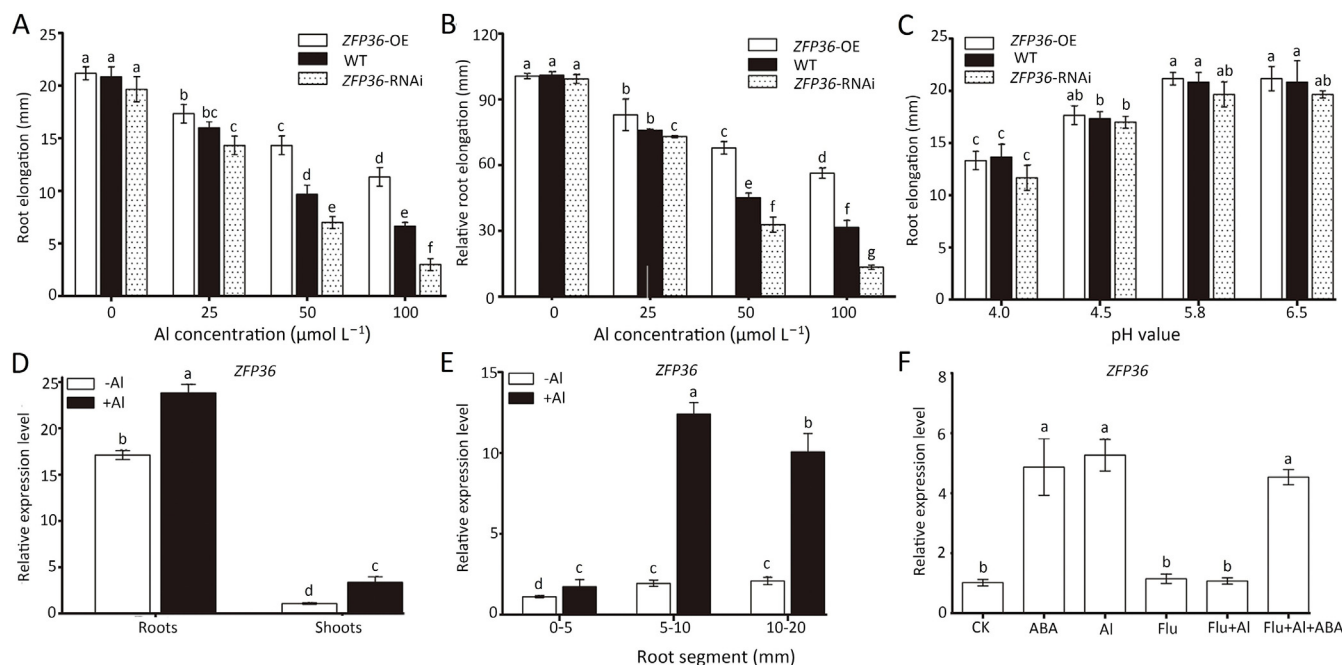 A
ZFP36-OE
WT
ZFP36-RNAi
Root elongation (mm)
25
20
15
10
5
0
a a a
b bc c
c d e
d e f
0 25 50 100
Al concentration (μmol L⁻¹)
B
ZFP36-OE
WT
ZFP36-RNAi
Relative root elongation (mm)
120
90
60
30
0
a a a
b c c
c e f
d f g
0 25 50 100
Al concentration (μmol L⁻¹)
C
ZFP36-OE
WT
ZFP36-RNAi
Root elongation (mm)
25
20
15
10
5
0
c c c
ab b b
a a ab
a a ab
4.0 4.5 5.8 6.5
pH value
D
ZFP36
-Al
+Al
Relative expression level
25
20
15
10
5
0
b a
d c
Roots Shoots
E
ZFP36
-Al
+Al
Relative expression level
15
10
5
0
d c
c a
c b
0-5 5-10 10-20
Root segment (mm)
F
ZFP36
Relative expression level
8
6
4
2
0
b a a b b a
CK ABA Al Flu Flu+Al Flu+Al+ABA